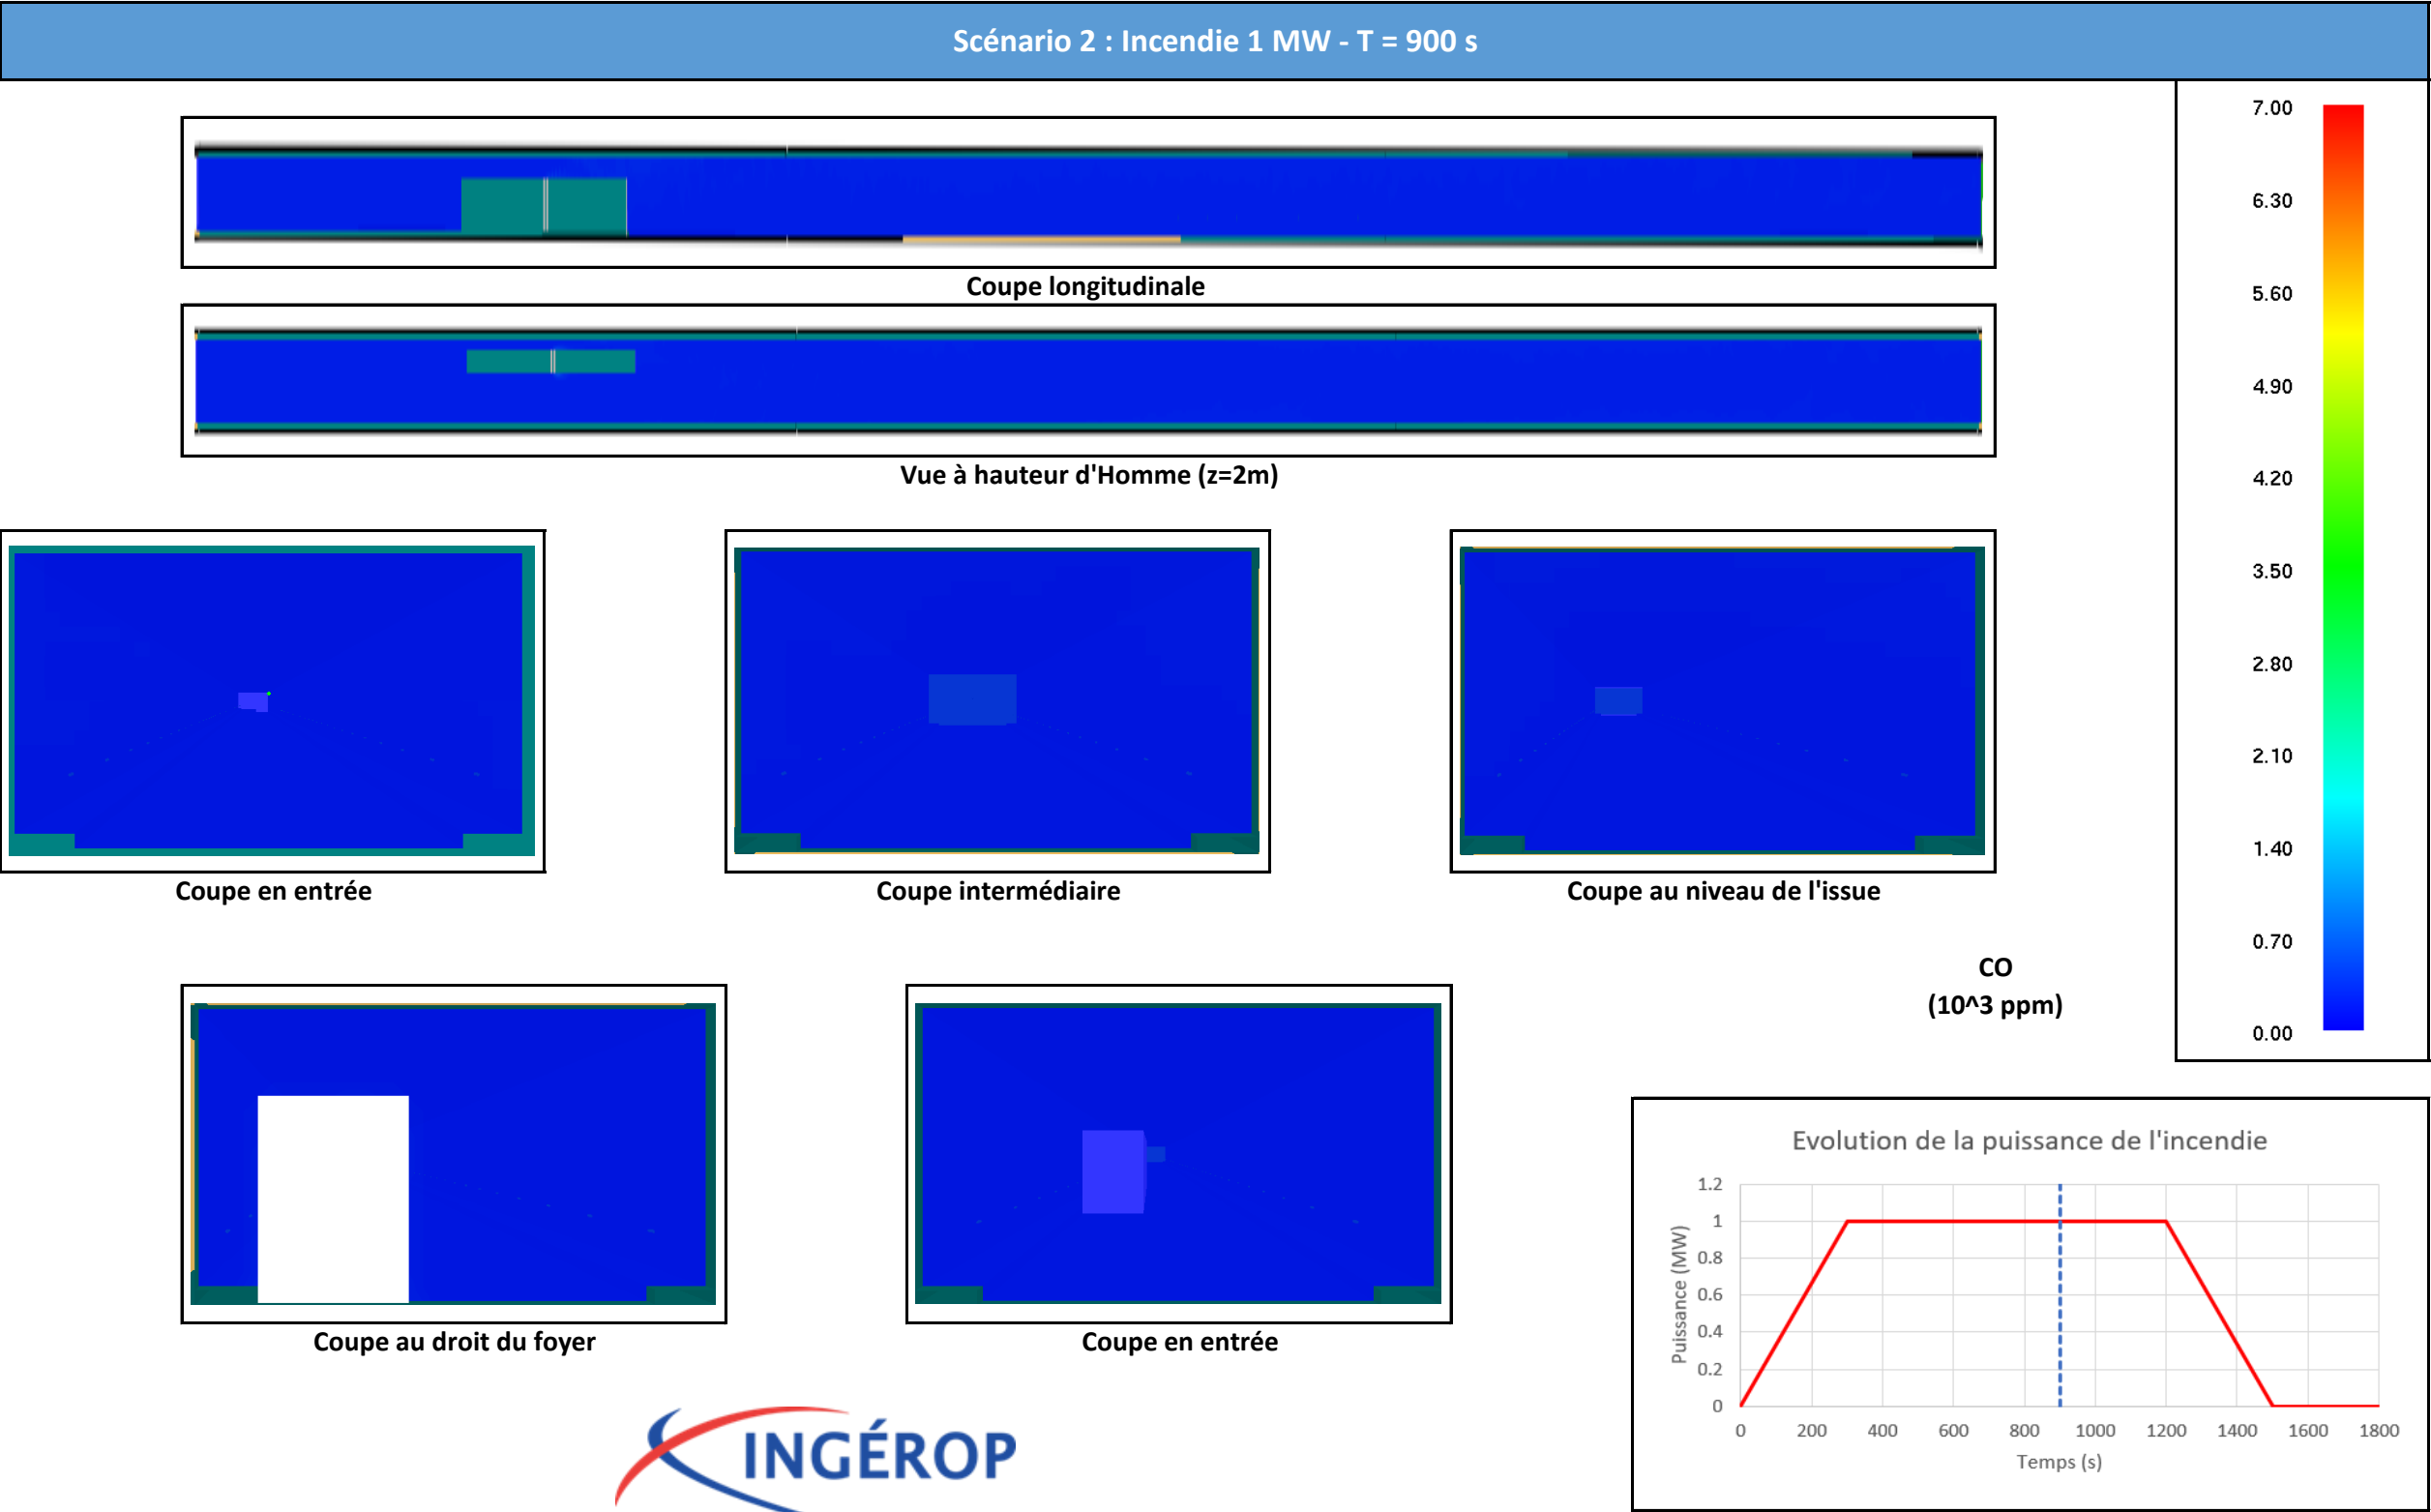 Scénario 2 : Incendie 1 MW - T = 900 s
Coupe longitudinale
Vue à hauteur d'Homme (z=2m)
Coupe en entrée
Coupe intermédiaire
Coupe au niveau de l'issue
Coupe au droit du foyer
Coupe en entrée
7.00
6.30
5.60
4.90
4.20
3.50
2.80
2.10
1.40
0.70
0.00
CO
(10^3 ppm)
Evolution de la puissance de l'incendie
Puissance (MW)
1.2
1
0.8
0.6
0.4
0.2
0
0 200 400 600 800 1000 1200 1400 1600 1800
Temps (s)
INGÉROP